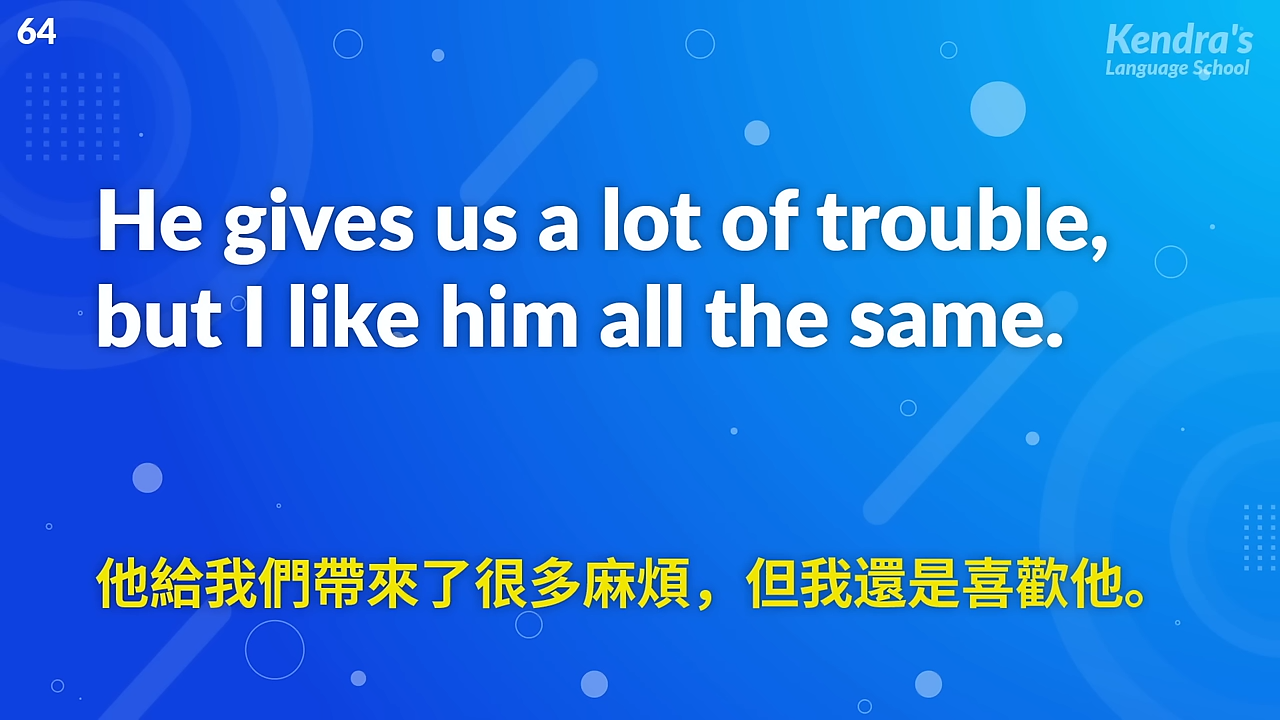 64
Kendra's
Language School
He gives us a lot of trouble,
but I like him all the same.
他給我們帶來了很多麻煩，但我還是喜歡他。